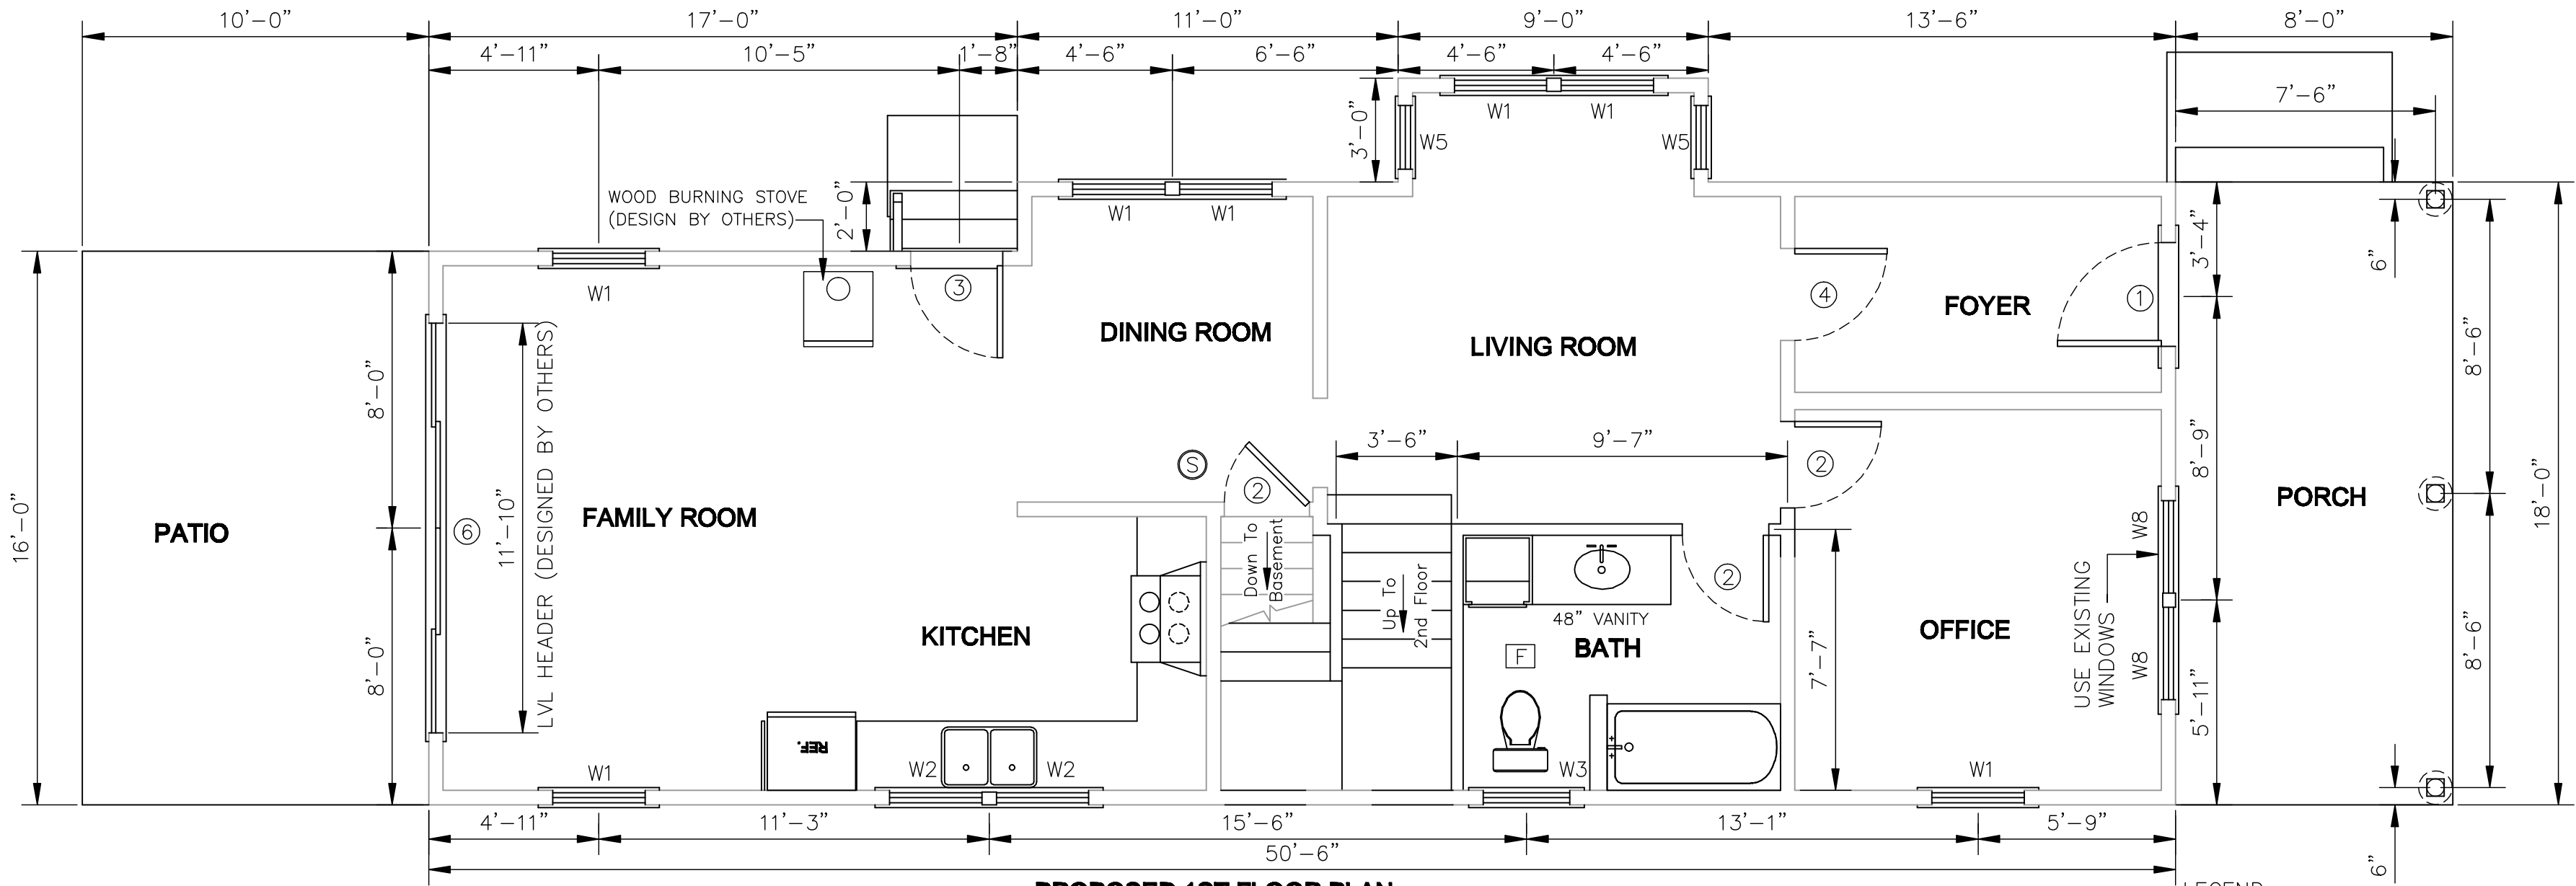 10'-0" 17'-0" 11'-0" 9'-0" 13'-6" 8'-0"
4'-11" 10'-5" 1'-8" 4'-6" 6'-6" 4'-6" 4'-6"
7'-6"
W1 W1
3'-0"
W5 W5
WOOD BURNING STOVE
(DESIGN BY OTHERS)
2'-0"
W1 W1
3'-4"
6"
W1
3
4
FOYER
1
DINING ROOM
LIVING ROOM
8'-0"
8'-6"
3'-6" 9'-7"
S
2
2
8'-9"
16'-0"
PATIO
6
11'-10"
LVL HEADER (DESIGNED BY OTHERS)
FAMILY ROOM
Down To
Basement
Up To
2nd Floor
2
48" VANITY
BATH
F
KITCHEN
OFFICE
7'-7"
USE EXISTING
WINDOWS
W8
W8
PORCH
18'-0"
8'-0"
8'-6"
5'-11"
REF.
W1 W2 W2 W3 W1
4'-11" 11'-3" 15'-6" 13'-1" 5'-9"
50'-6"
6"
PROPOSED 1ST FLOOR PLAN
LEGEND